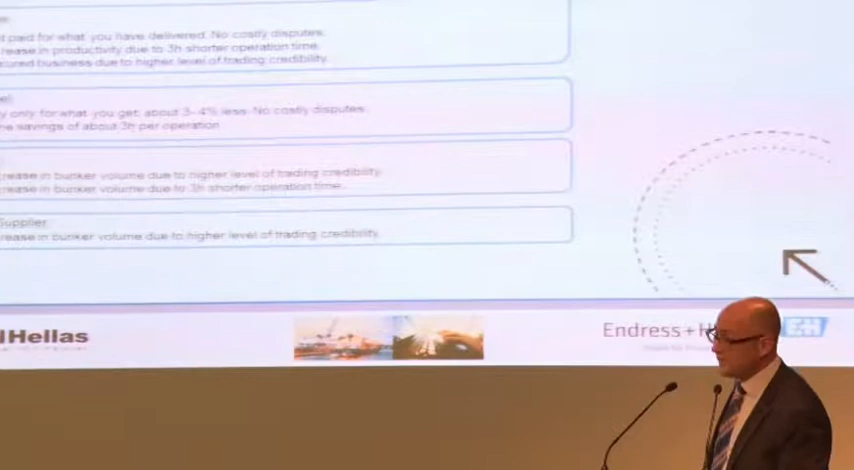 paid for what you have delivered. No costly disputes.
rease in productivity due to 3h shorter operation time.
ured business due to higher level of trading credibility.
only for what you get, about 3-4% less. No costly disputes.
e savings of about 3h per operation
rease in bunker volume due to higher level of trading credibility.
rease in bunker volume due to 3h shorter operation time.
Supplier
rease in bunker volume due to higher level of trading credibility.
lHellas
Endress+H
EH